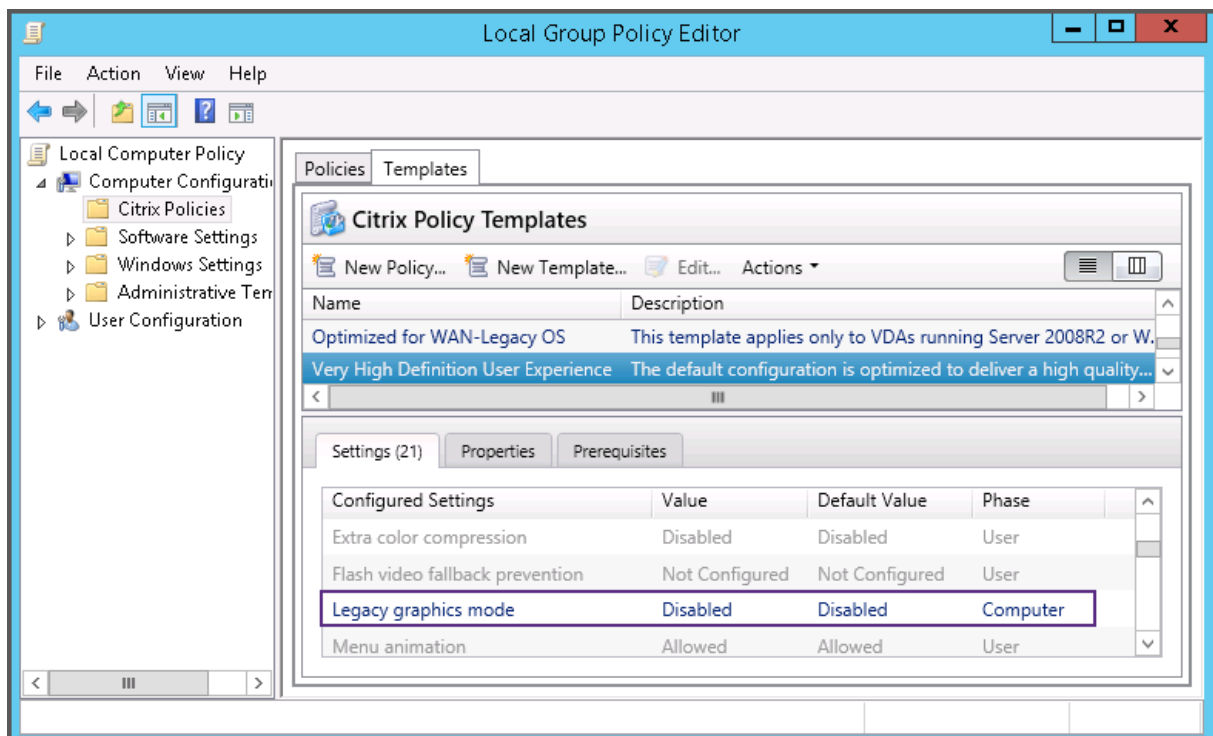 Local Group Policy Editor
File Action View Help
Local Computer Policy
Computer Configurati
Citrix Policies
Software Settings
Windows Settings
Administrative Tem
User Configuration
Policies Templates
Citrix Policy Templates
New Policy... New Template... Edit... Actions
Name Description
Optimized for WAN-Legacy OS This template applies only to VDAs running Server 2008R2 or W.
Very High Definition User Experience The default configuration is optimized to deliver a high quality...
Settings (21) Properties Prerequisites
Configured Settings Value Default Value Phase
Extra color compression Disabled Disabled User
Flash video fallback prevention Not Configured Not Configured User
Legacy graphics mode Disabled Disabled Computer
Menu animation Allowed Allowed User